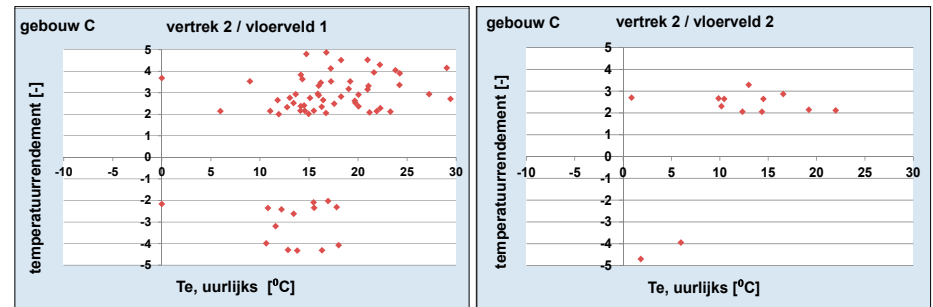 gebouw C vertrek 2 / vloerveld 1
temperatuurrendement [-]
5
4
3
2
1
0
-10 -5 0 5 10 15 20 25 30
-1
-2
-3
-4
-5
Te, uurlijks [⁰C]
gebouw C vertrek 2 / vloerveld 2
temperatuurrendement [-]
5
4
3
2
1
0
-10 -5 0 5 10 15 20 25 30
-1
-2
-3
-4
-5
Te, uurlijks [⁰C]